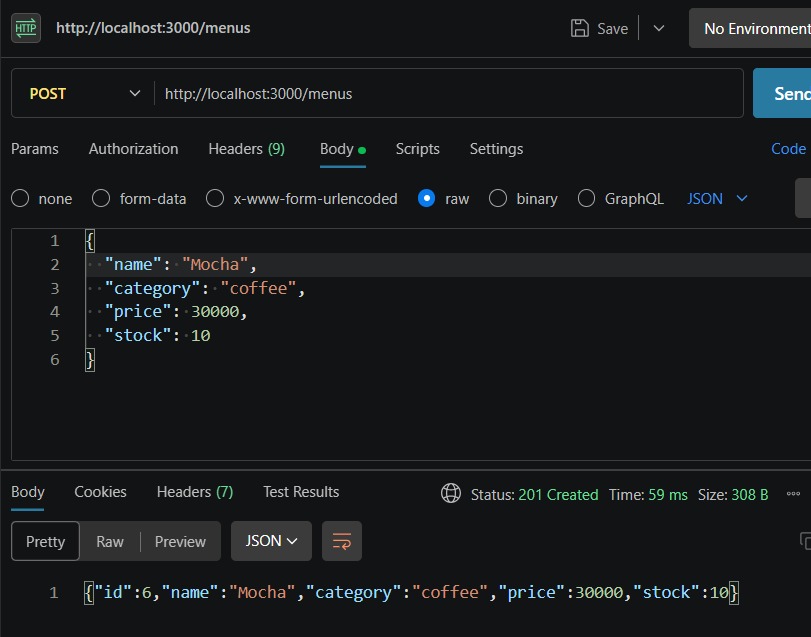 HTTP http://localhost:3000/menus Save No Environment
POST http://localhost:3000/menus Send
Params Authorization Headers (9) Body Scripts Settings Code
none form-data x-www-form-urlencoded raw binary GraphQL JSON
1 {
2 "name": "Mocha",
3 "category": "coffee",
4 "price": 30000,
5 "stock": 10
6 }
Body Cookies Headers (7) Test Results Status: 201 Created Time: 59 ms Size: 308 B
Pretty Raw Preview JSON
1 {"id":6,"name":"Mocha","category":"coffee","price":30000,"stock":10}